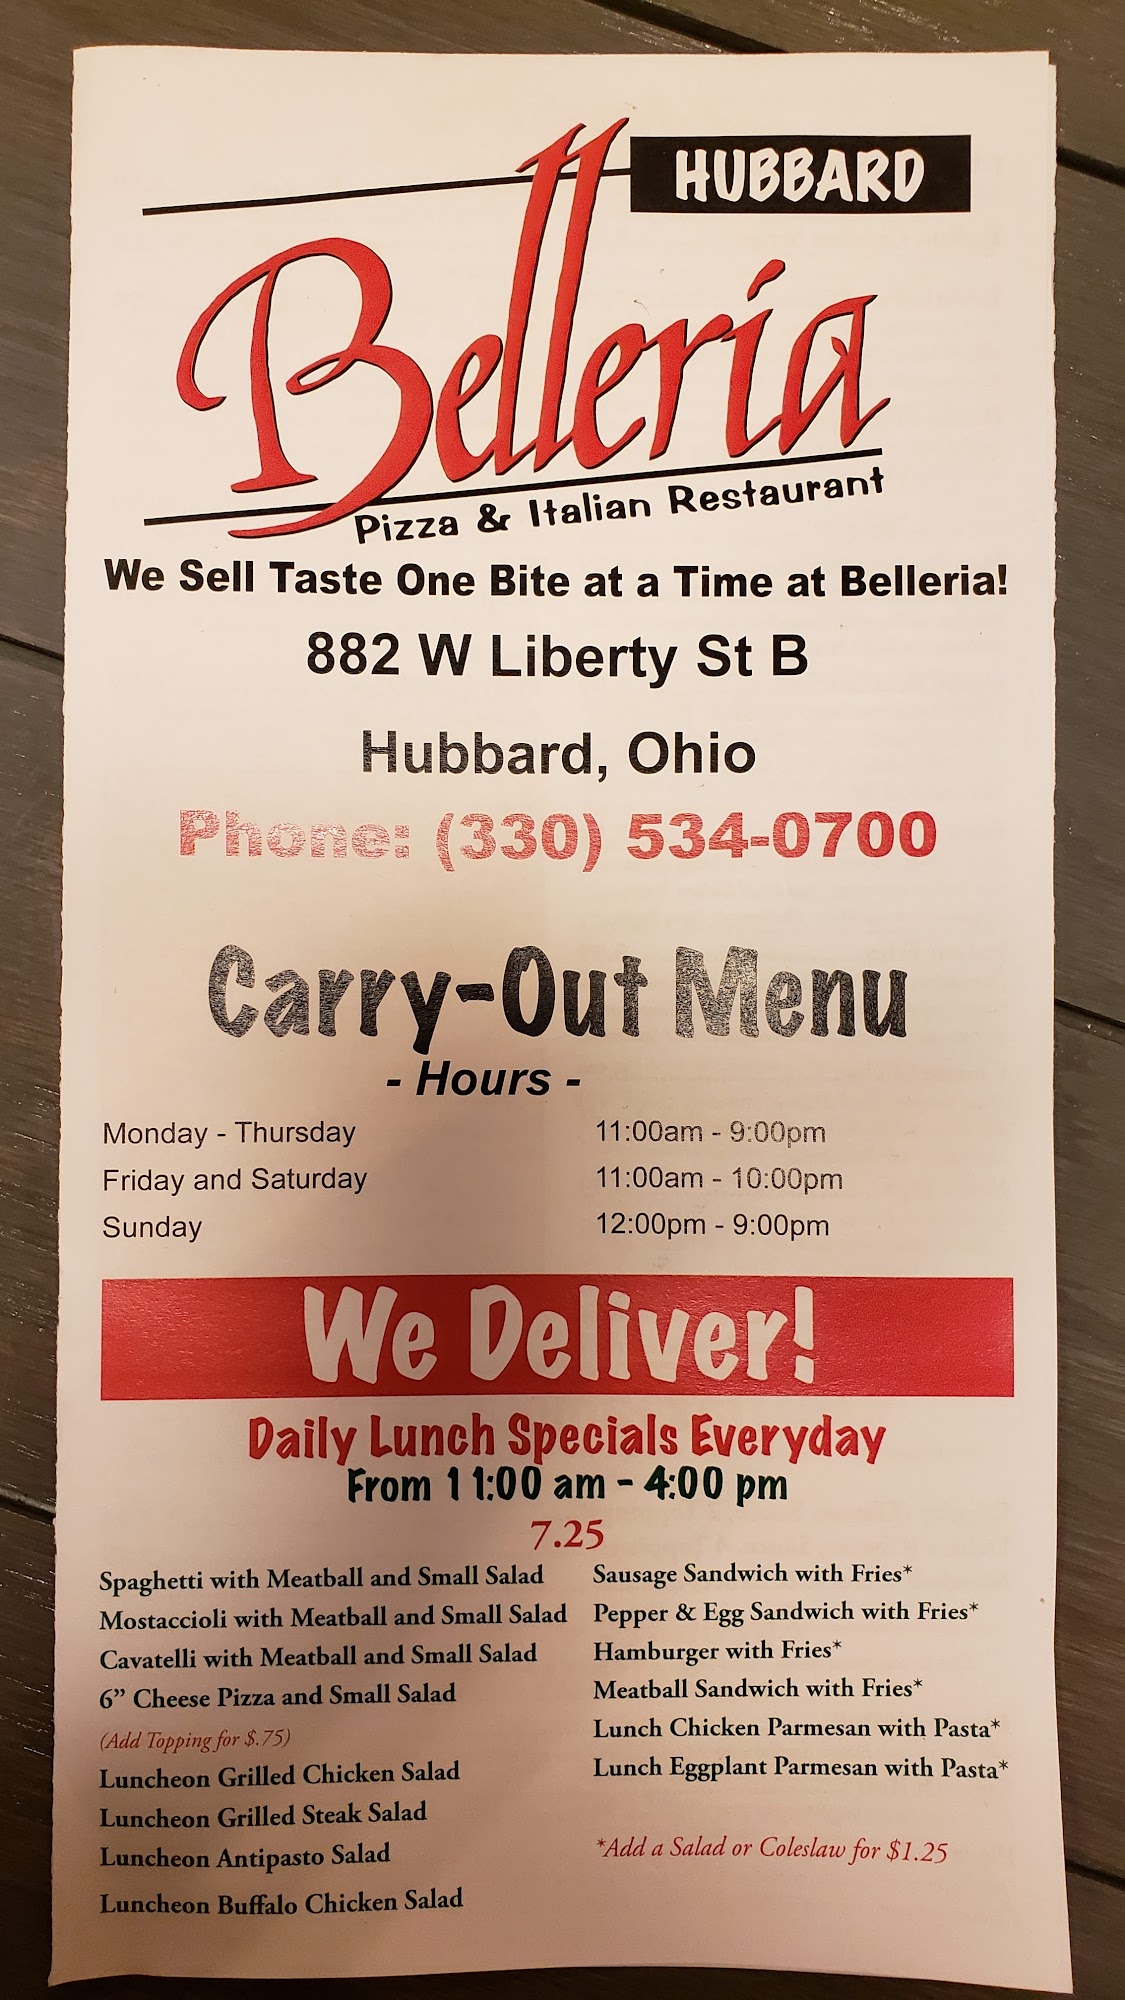 HUBBARD
Belleria
Pizza & Italian Restaurant
We Sell Taste One Bite at a Time at Belleria!
882 W Liberty St B
Hubbard, Ohio
Phone: (330) 534-0700
Carry-Out Menu
- Hours -
Monday - Thursday 11:00am - 9:00pm
Friday and Saturday 11:00am - 10:00pm
Sunday 12:00pm - 9:00pm
We Deliver!
Daily Lunch Specials Everyday
From 11:00 am - 4:00 pm
7.25
Spaghetti with Meatball and Small Salad
Mostaccioli with Meatball and Small Salad
Cavatelli with Meatball and Small Salad
6” Cheese Pizza and Small Salad
(Add Topping for $.75)
Luncheon Grilled Chicken Salad
Luncheon Grilled Steak Salad
Luncheon Antipasto Salad
Luncheon Buffalo Chicken Salad
Sausage Sandwich with Fries*
Pepper & Egg Sandwich with Fries*
Hamburger with Fries*
Meatball Sandwich with Fries*
Lunch Chicken Parmesan with Pasta*
Lunch Eggplant Parmesan with Pasta*
*Add a Salad or Coleslaw for $1.25